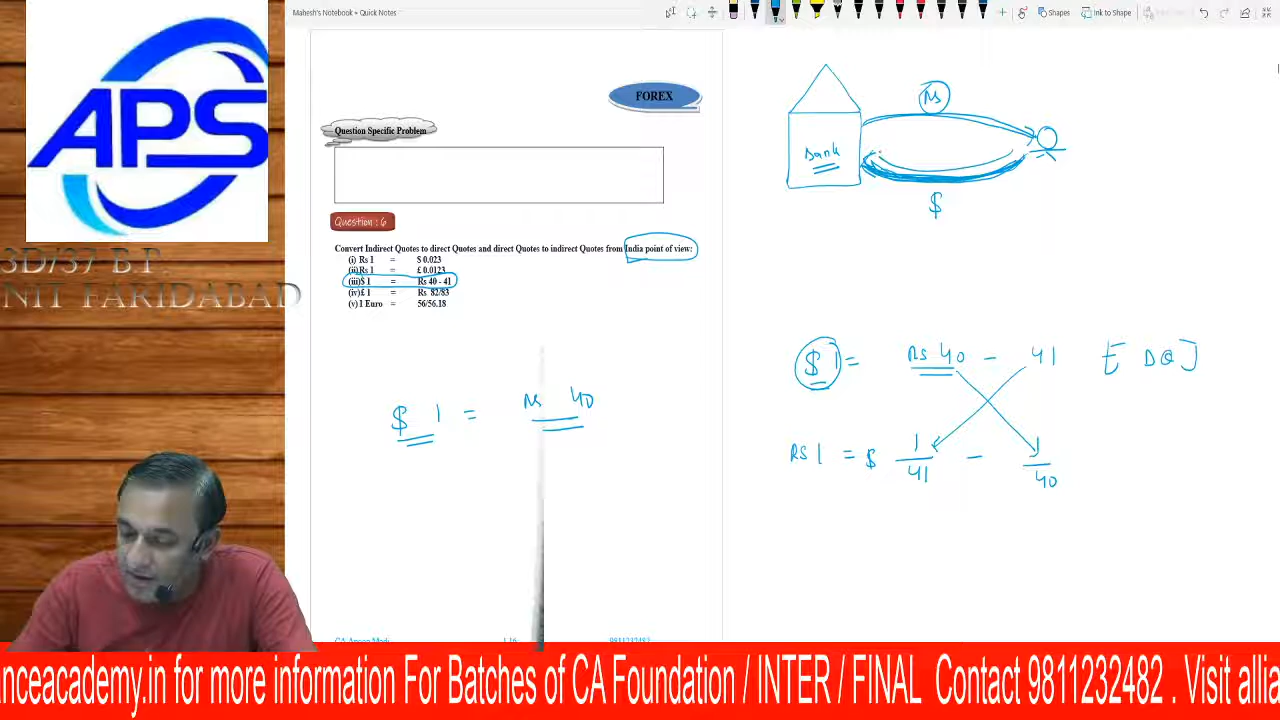 Mahesh's Notebook » Quick Notes
Shapes
Ink to Shape
APS
3D/37 B.P.
NIT FARIDABAD
FOREX
Question Specific Problem
Question : 6
Convert Indirect Quotes to direct Quotes and direct Quotes to indirect Quotes from India point of view:
(i) Rs 1 = $ 0.023
(ii) Rs 1 = £ 0.0123
(iii) $ 1 = Rs 40 - 41
(iv) £ 1 = Rs 82/83
(v) 1 Euro = 56/56.18
$ 1 = Rs 40
Rs
Bank
$
$ 1 = Rs 40 - 41 [ DQ ]
RS 1 = $ 1/41 - 1/40
9811232482
nceacademy.in for more information For Batches of CA Foundation / INTER / FINAL Contact 9811232482 . Visit allia